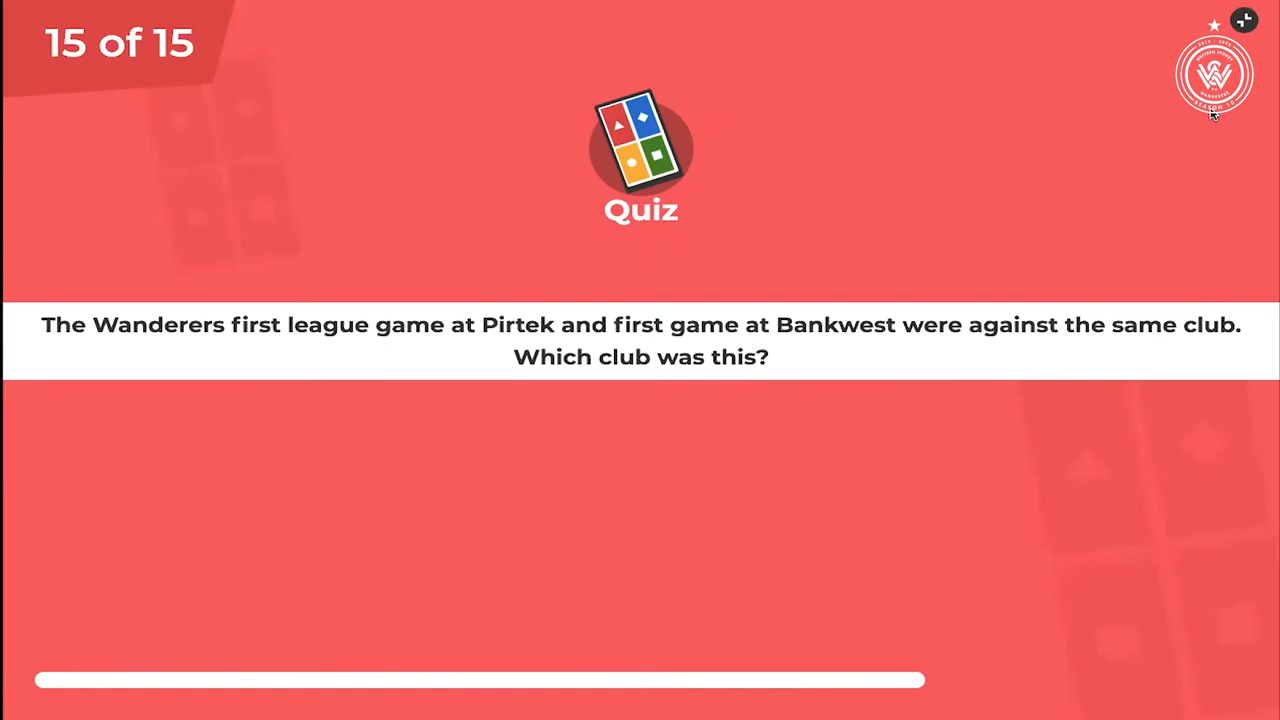 15 of 15
Quiz
The Wanderers first league game at Pirtek and first game at Bankwest were against the same club.
Which club was this?